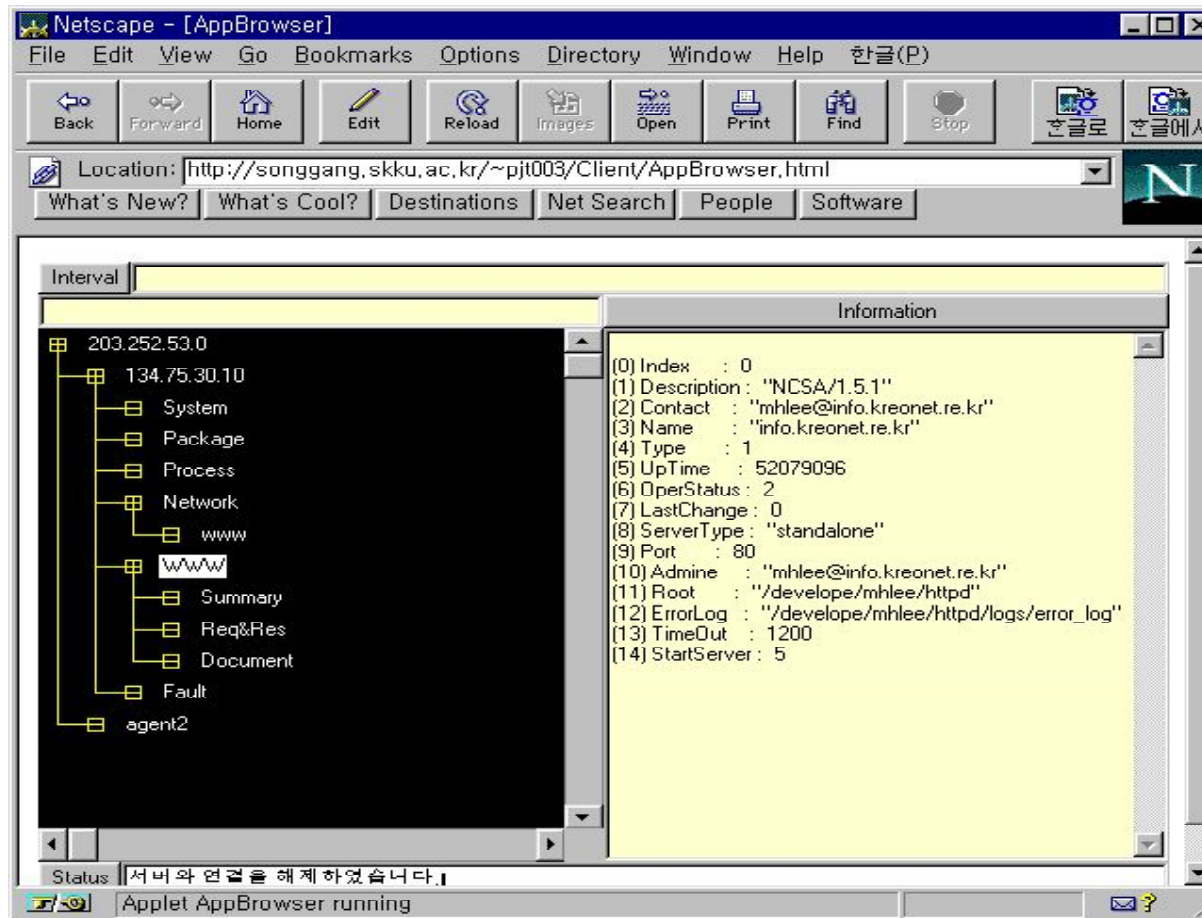 Netscape - [AppBrowser]
File Edit View Go Bookmarks Options Directory Window Help 한글(P)
Back Forward Home Edit Reload Images Open Print Find Stop 흔글로 흔글에서
Location: http://songgang.skku.ac.kr/~pjt003/Client/AppBrowser.html
What's New? What's Cool? Destinations Net Search People Software
N
Interval
Information
203.252.53.0
134.75.30.10
System
Package
Process
Network
www
WWW
Summary
Req&Res
Document
Fault
agent2
(0) Index : 0
(1) Description : "NCSA/1.5.1"
(2) Contact : "mhlee@info.kreonet.re.kr"
(3) Name : "info.kreonet.re.kr"
(4) Type : 1
(5) UpTime : 52079096
(6) OperStatus : 2
(7) LastChange : 0
(8) ServerType : "standalone"
(9) Port : 80
(10) Admine : "mhlee@info.kreonet.re.kr"
(11) Root : "/develope/mhlee/httpd"
(12) ErrorLog : "/develope/mhlee/httpd/logs/error_log"
(13) TimeOut : 1200
(14) StartServer : 5
Status 서버와 연결을 해제하였습니다.
Applet AppBrowser running